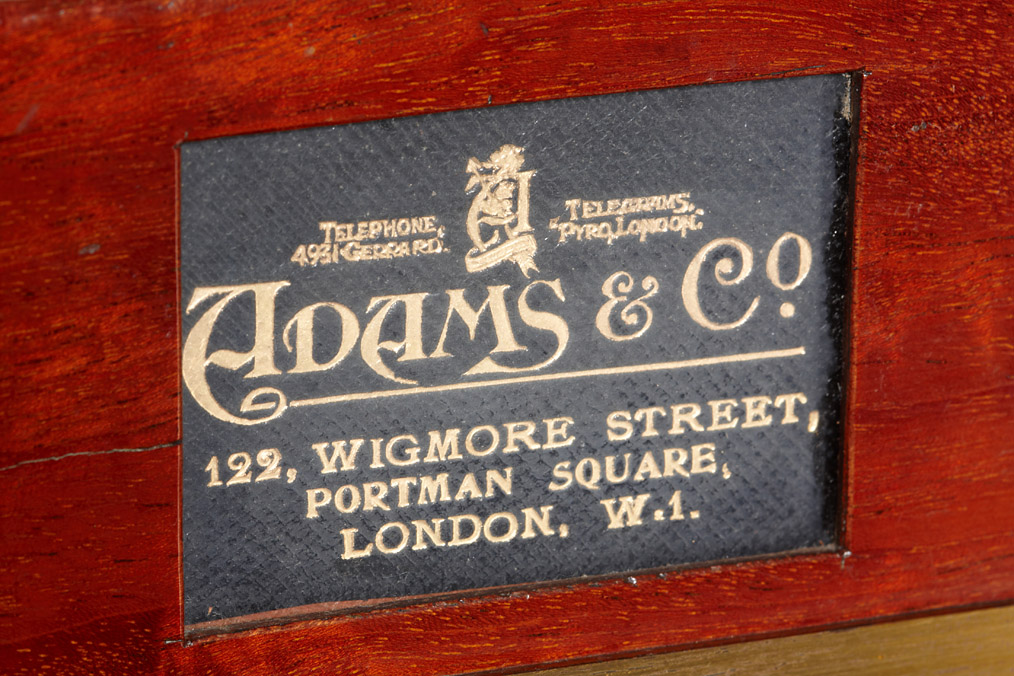 TELEPHONE,
4931 GERRARD.
TELEGRAMS.
"PYRO, LONDON."
ADAMS & Co.
122, WIGMORE STREET,
PORTMAN SQUARE,
LONDON, W.1.